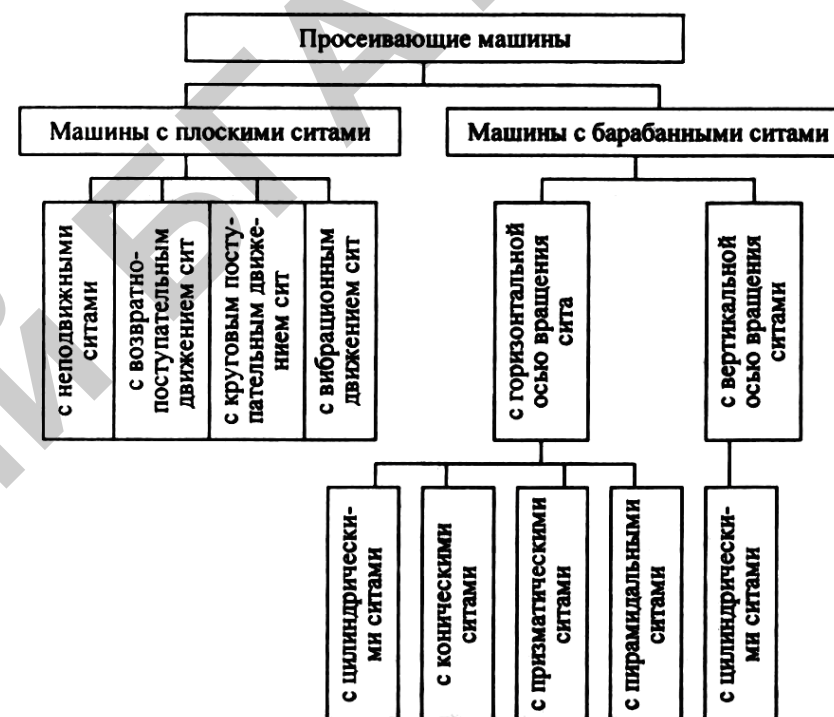 Просеивающие машины
Машины с плоскими ситами
Машины с барабанными ситами
с неподвижными
ситами
с возвратно-
поступательным
движением сит
с круговым посту-
пательным движе-
нием сит
с вибрационным
движением сит
с горизонтальной
осью вращения
сита
с вертикальной
осью вращения
ситами
с цилиндрически-
ми ситами
с коническими
ситами
с призматическими
ситами
с пирамидальными
ситами
с цилиндрически-
ми ситами